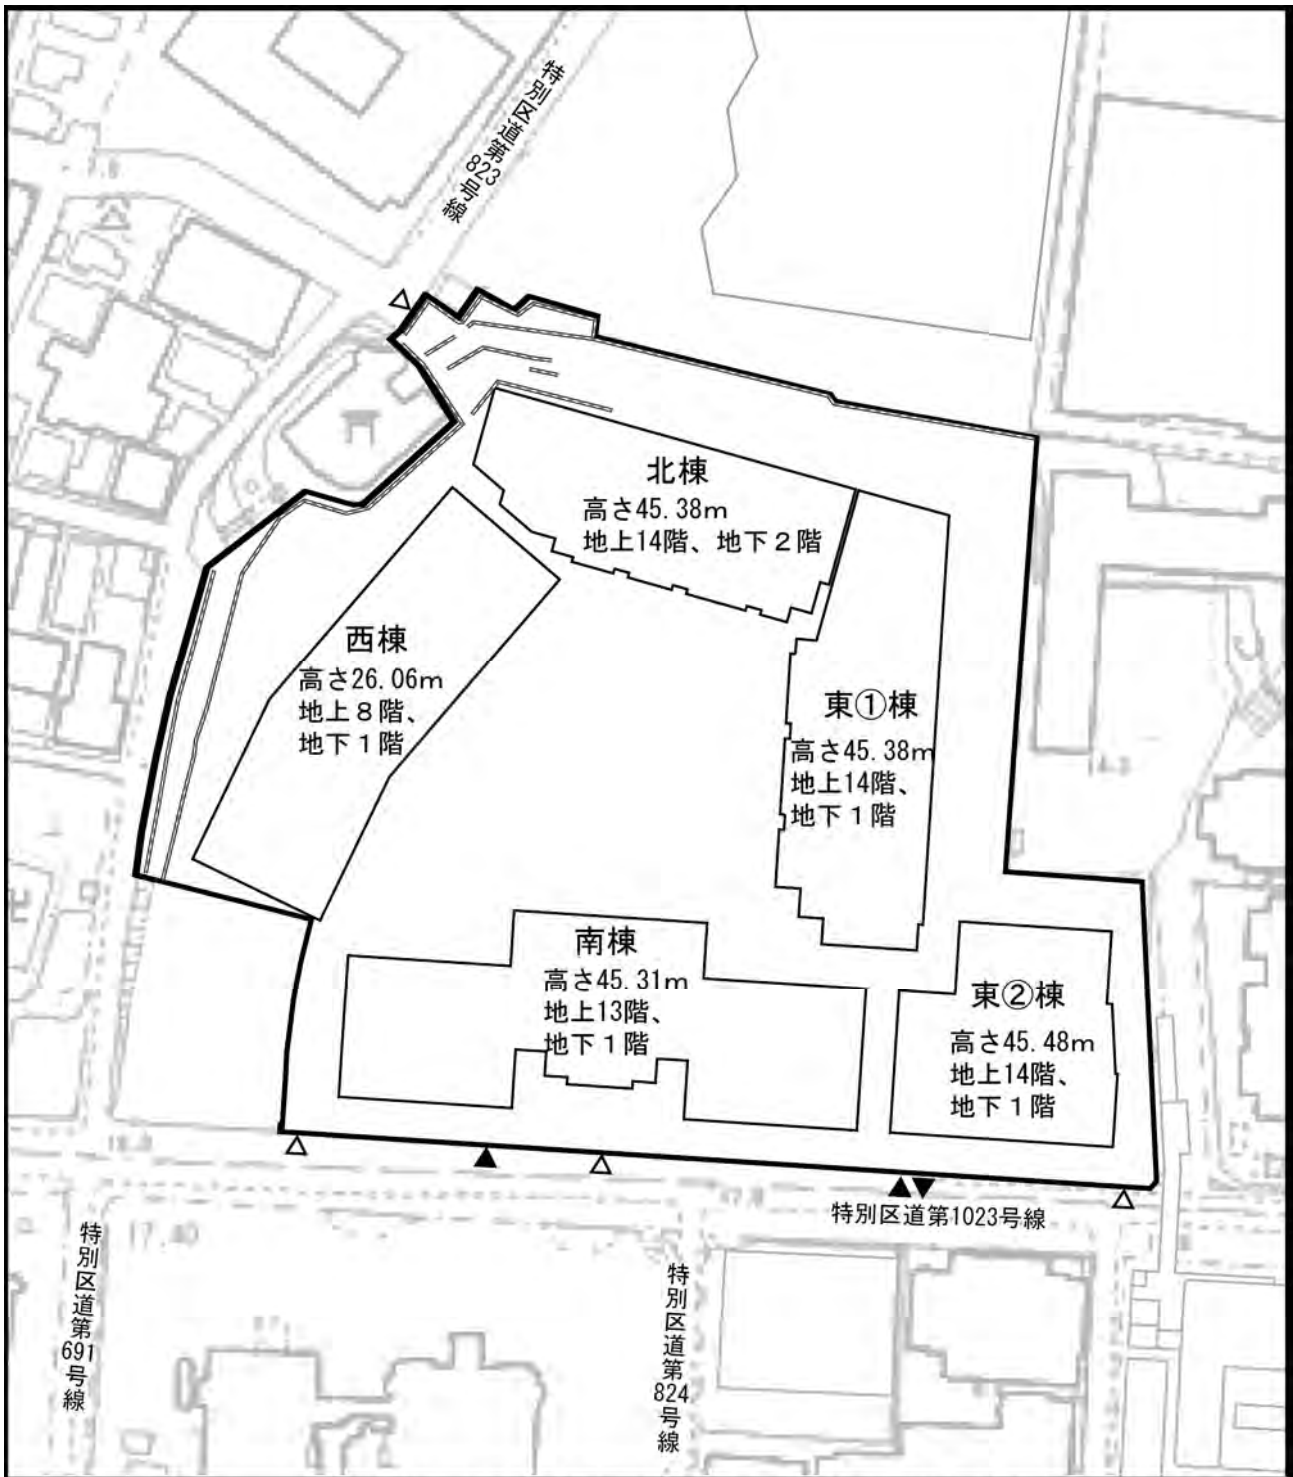 特別区道第823号線
北棟
高さ45.38m
地上14階、地下２階
西棟
高さ26.06m
地上８階、
地下１階
東①棟
高さ45.38m
地上14階、
地下１階
南棟
高さ45.31m
地上13階、
地下１階
東②棟
高さ45.48m
地上14階、
地下１階
特別区道第1023号線
17.40
特別区道第691号線
特別区道第824号線